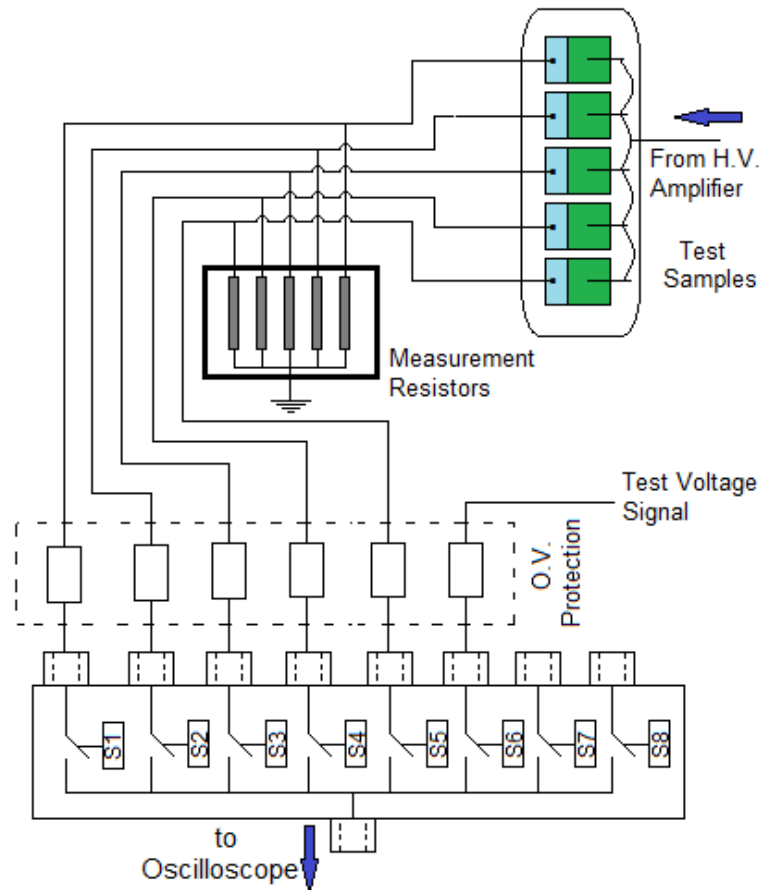 From H.V.
Amplifier
Test
Samples
Measurement
Resistors
Test Voltage
Signal
O.V.
Protection
S1
S2
S3
S4
S5
S6
S7
S8
to
Oscilloscope